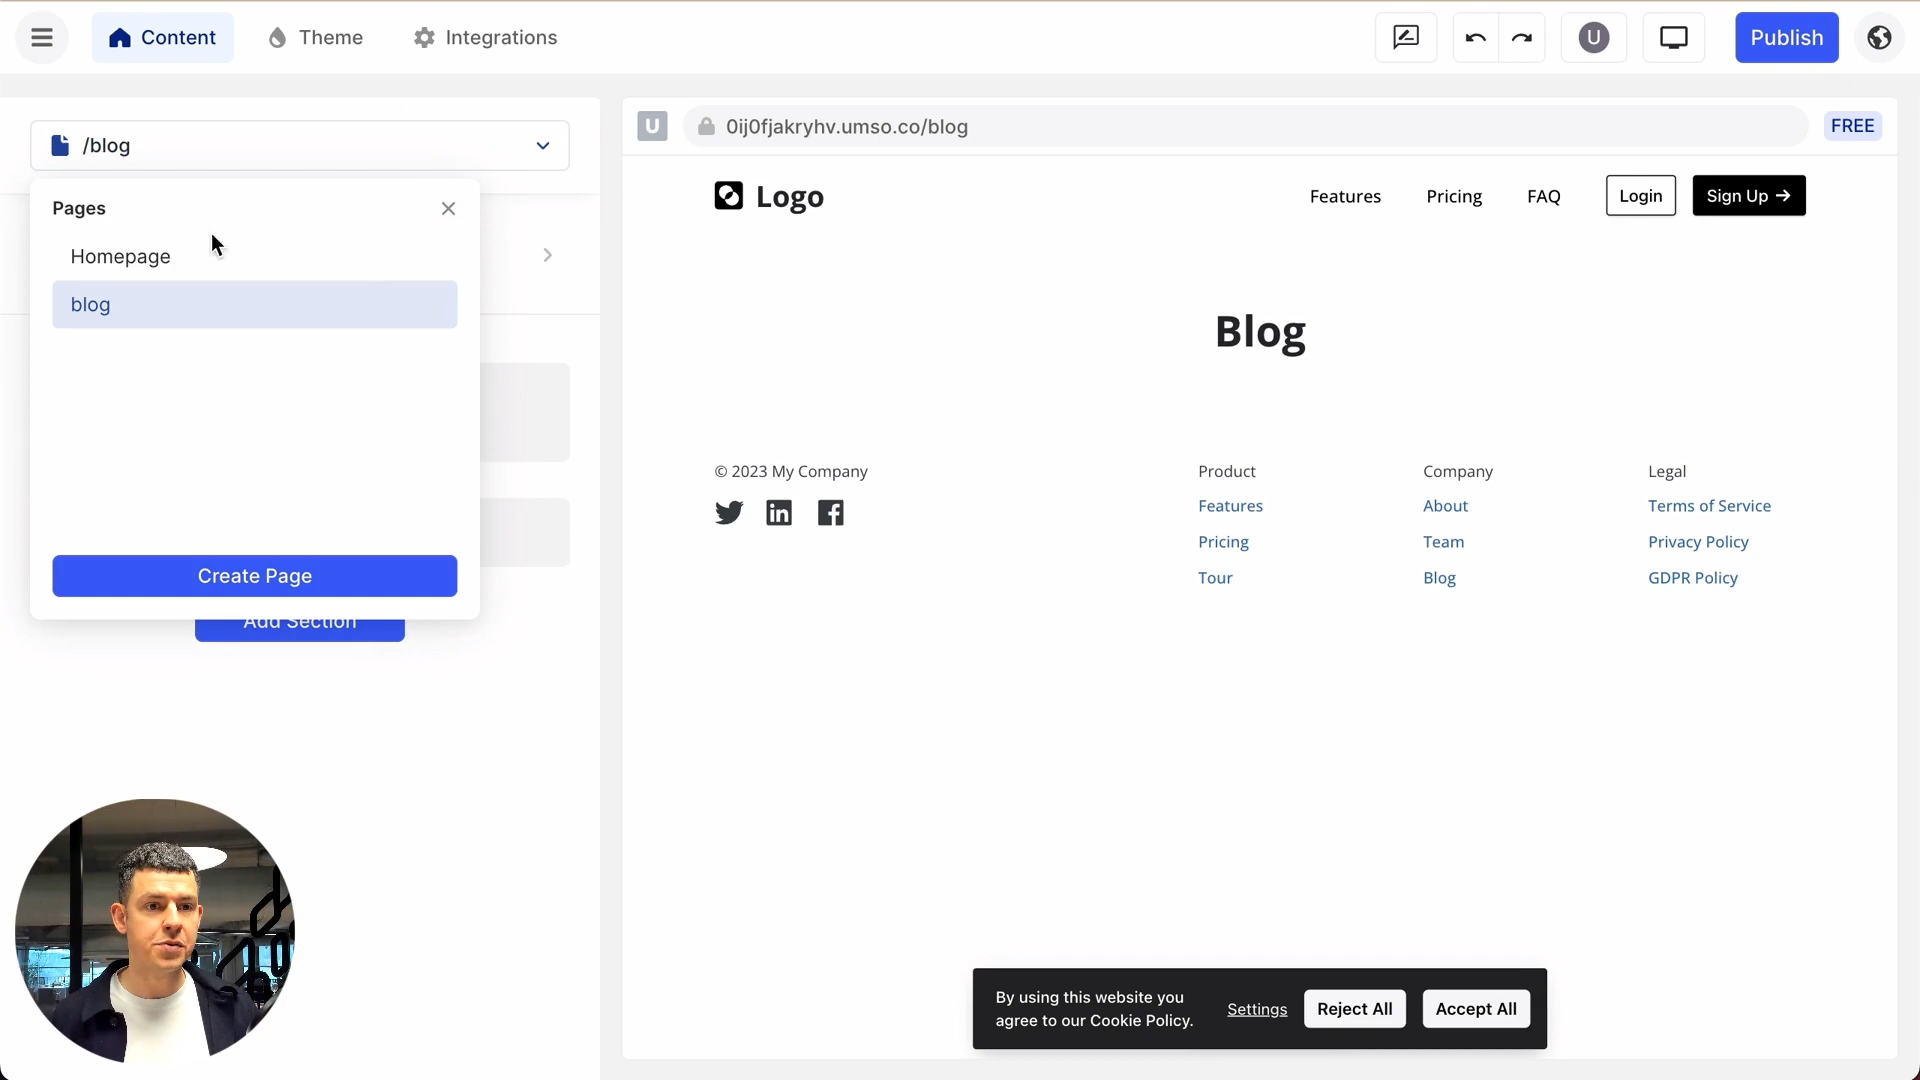 Content
Theme
Integrations
U
Publish
/blog
U
0ij0fjakryhv.umso.co/blog
FREE
Pages
Homepage
blog
Create Page
Add Section
Logo
Features
Pricing
FAQ
Login
Sign Up →
Blog
© 2023 My Company
Product
Features
Pricing
Tour
Company
About
Team
Blog
Legal
Terms of Service
Privacy Policy
GDPR Policy
By using this website you
agree to our Cookie Policy.
Settings
Reject All
Accept All